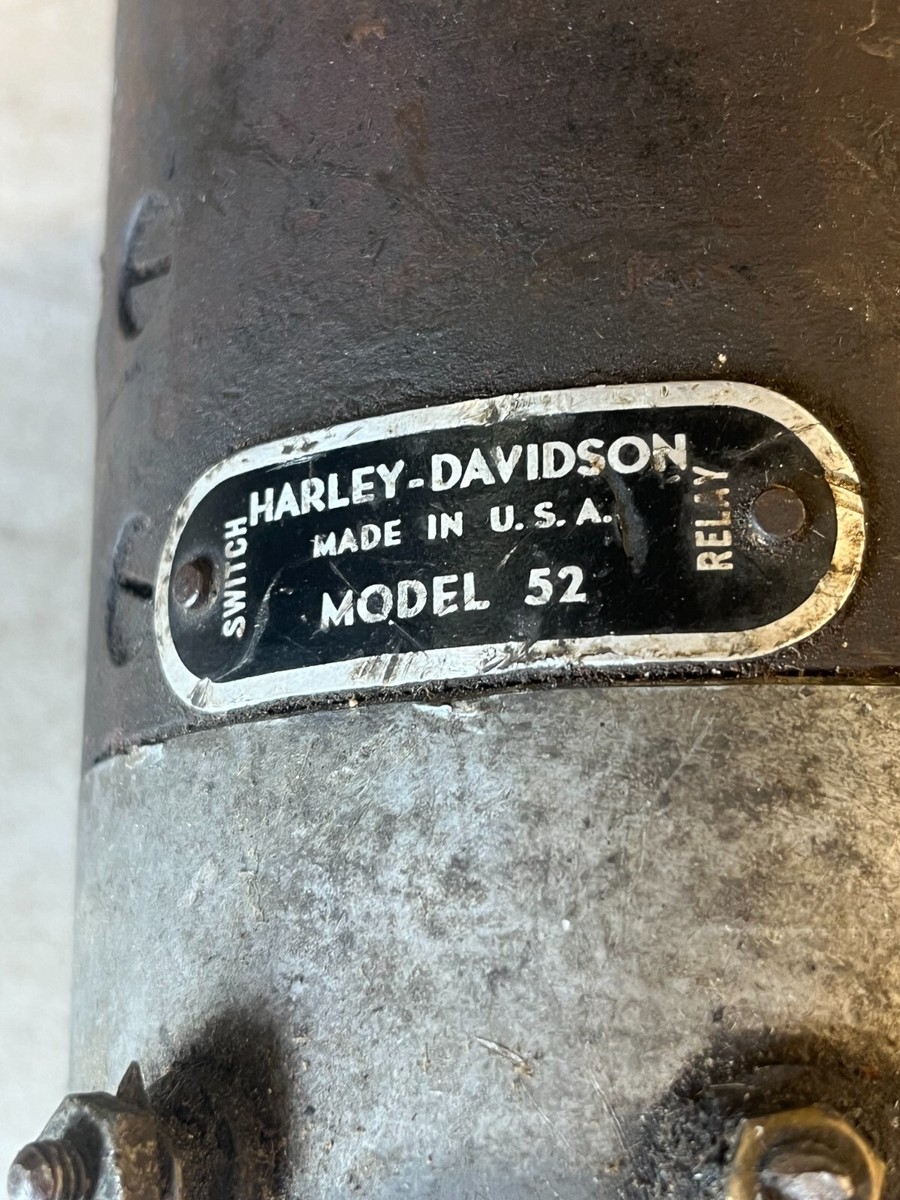 HARLEY-DAVIDSON
MADE IN U.S.A.
MODEL 52
SWITCH
RELAY